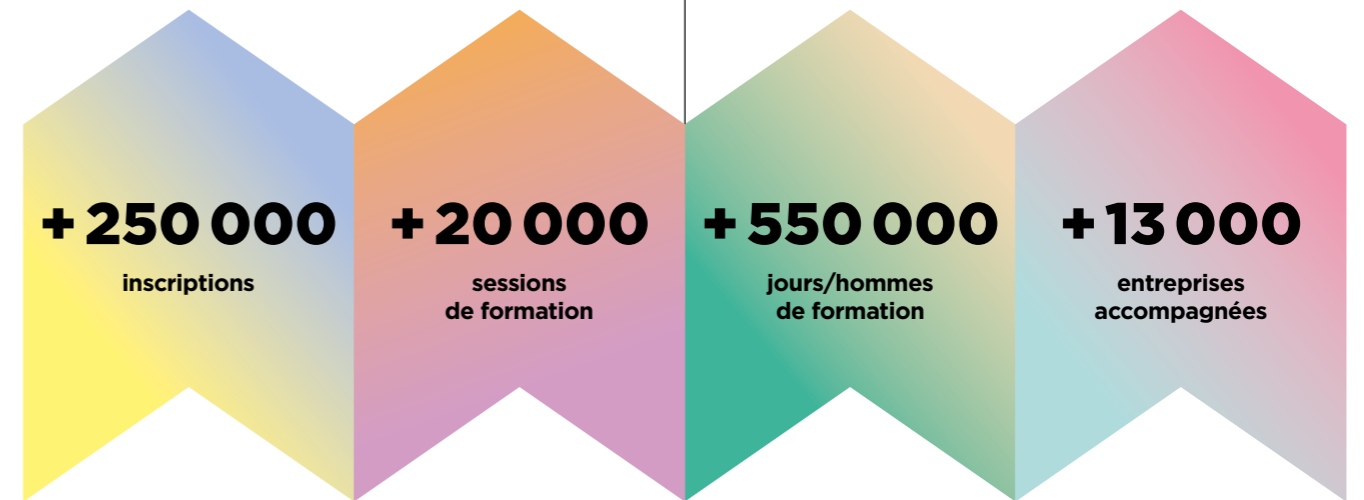 + 250 000
inscriptions
+ 20 000
sessions
de formation
+ 550 000
jours/hommes
de formation
+ 13 000
entreprises
accompagnées